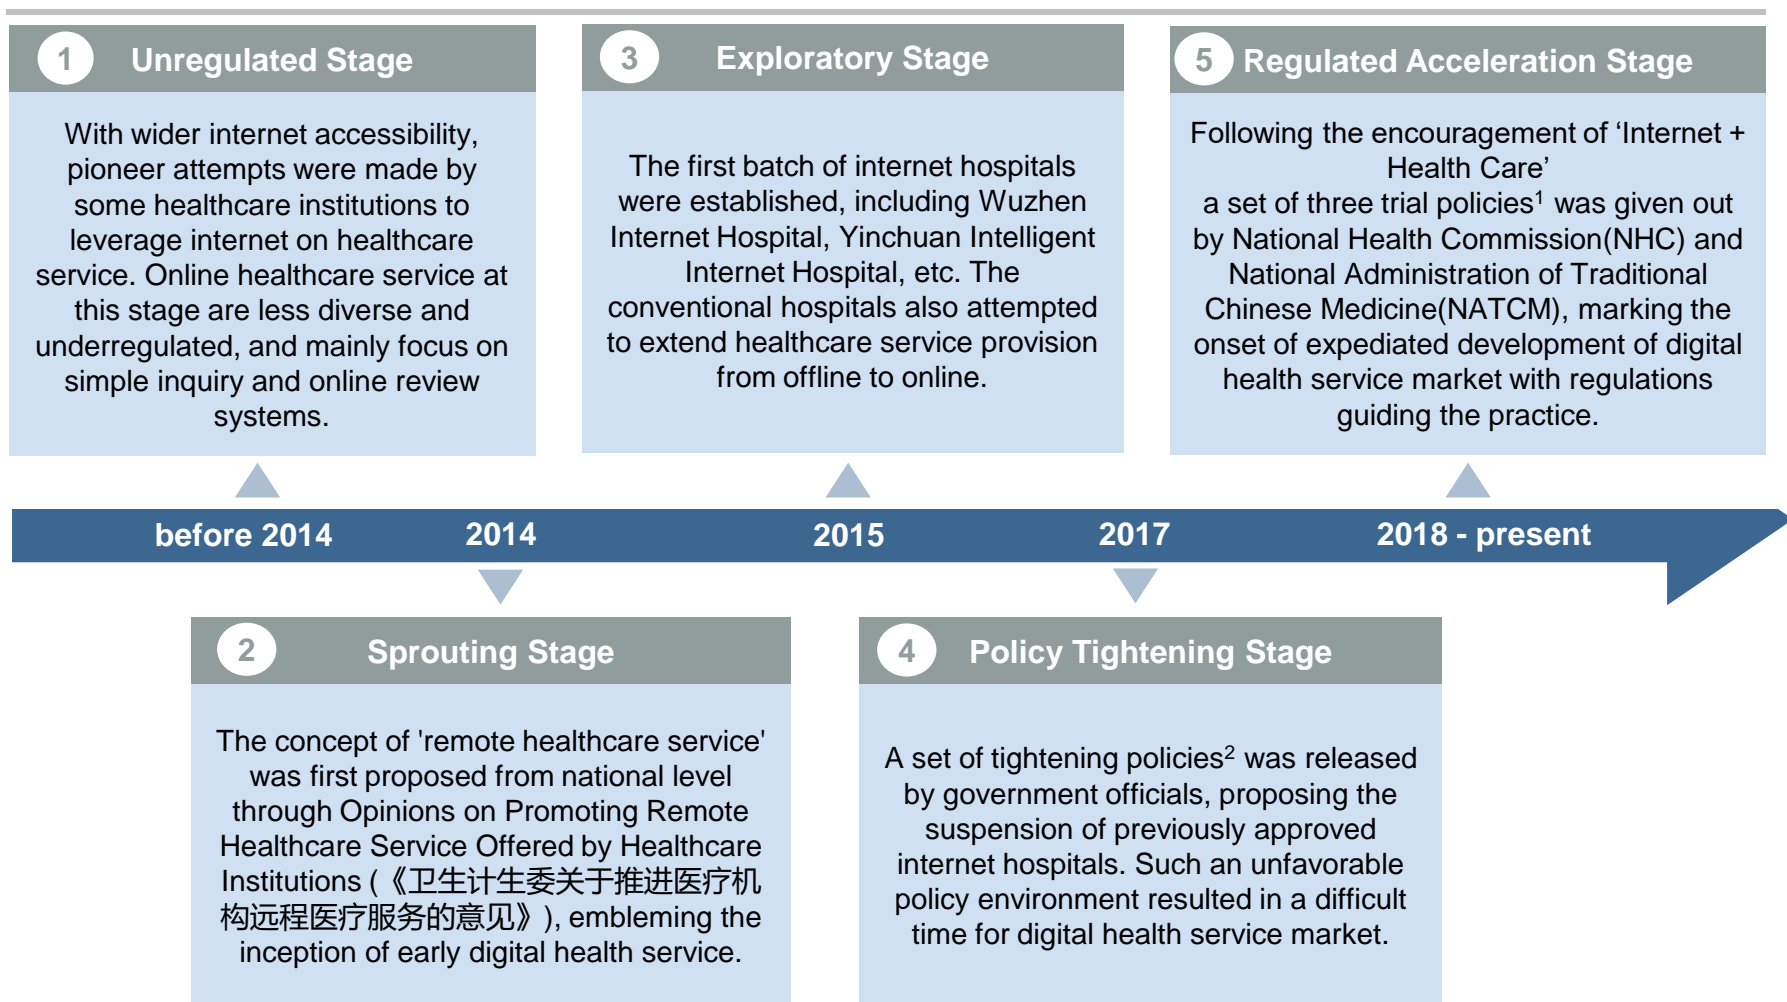 1 Unregulated Stage
With wider internet accessibility,
pioneer attempts were made by
some healthcare institutions to
leverage internet on healthcare
service. Online healthcare service at
this stage are less diverse and
underregulated, and mainly focus on
simple inquiry and online review
systems.
3 Exploratory Stage
The first batch of internet hospitals
were established, including Wuzhen
Internet Hospital, Yinchuan Intelligent
Internet Hospital, etc. The
conventional hospitals also attempted
to extend healthcare service provision
from offline to online.
5 Regulated Acceleration Stage
Following the encouragement of ‘Internet +
Health Care’
a set of three trial policies¹ was given out
by National Health Commission(NHC) and
National Administration of Traditional
Chinese Medicine(NATCM), marking the
onset of expediated development of digital
health service market with regulations
guiding the practice.
before 2014 2014 2015 2017 2018 - present
2 Sprouting Stage
The concept of 'remote healthcare service'
was first proposed from national level
through Opinions on Promoting Remote
Healthcare Service Offered by Healthcare
Institutions (《卫生计生委关于推进医疗机
构远程医疗服务的意见》), embleming the
inception of early digital health service.
4 Policy Tightening Stage
A set of tightening policies² was released
by government officials, proposing the
suspension of previously approved
internet hospitals. Such an unfavorable
policy environment resulted in a difficult
time for digital health service market.